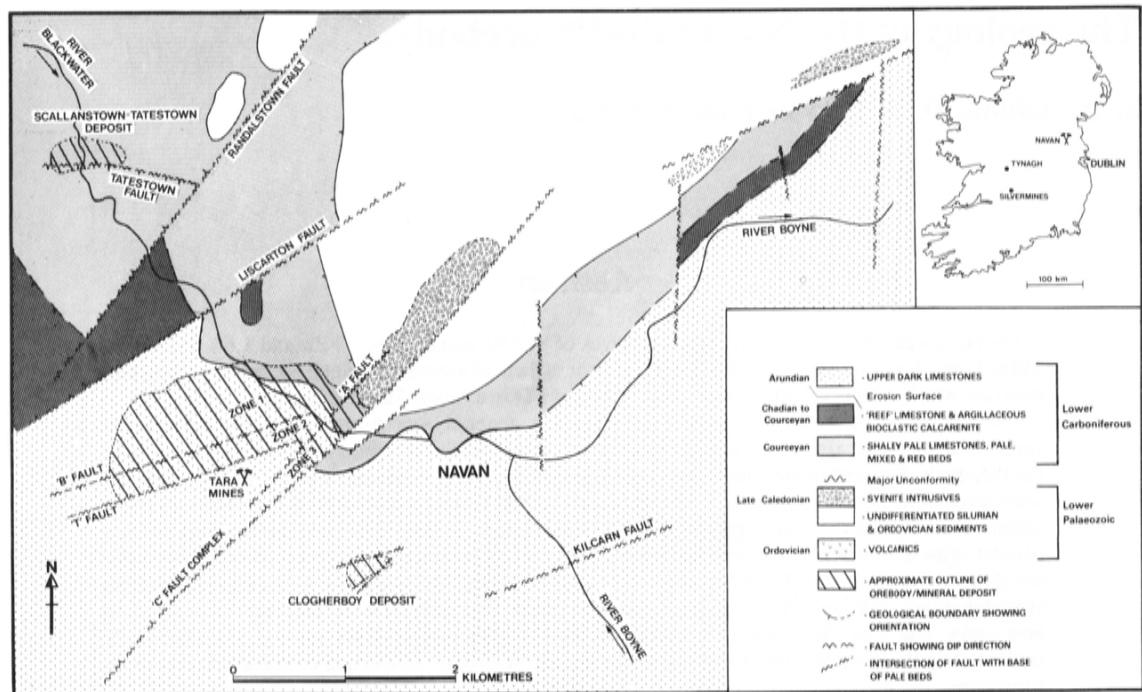 RIVER
BLACKWATER
SCALLANSTOWN-TATESTOWN
DEPOSIT
TATESTOWN
FAULT
RANDALSTOWN FAULT
LISCARTON FAULT
'A' FAULT
ZONE 1
ZONE 2
ZONE 3
'B' FAULT
'T' FAULT
TARA
MINES
NAVAN
'C' FAULT COMPLEX
CLOGHERBOY DEPOSIT
KILCARN FAULT
RIVER BOYNE
RIVER BOYNE
N
0 1 2
KILOMETRES
NAVAN
DUBLIN
TYNAGH
SILVERMINES
100 km
Arundian - UPPER DARK LIMESTONES
Erosion Surface
Chadian to
Courceyan
- 'REEF' LIMESTONE & ARGILLACEOUS
BIOCLASTIC CALCARENITE
Courceyan - SHALEY PALE LIMESTONES, PALE,
MIXED & RED BEDS
Lower
Carboniferous
Major Unconformity
Late Caledonian - SYENITE INTRUSIVES
- UNDIFFERENTIATED SILURIAN
& ORDOVICIAN SEDIMENTS
Lower
Palaeozoic
Ordovician - VOLCANICS
- APPROXIMATE OUTLINE OF
OREBODY/MINERAL DEPOSIT
- GEOLOGICAL BOUNDARY SHOWING
ORIENTATION
- FAULT SHOWING DIP DIRECTION
- INTERSECTION OF FAULT WITH BASE
OF PALE BEDS